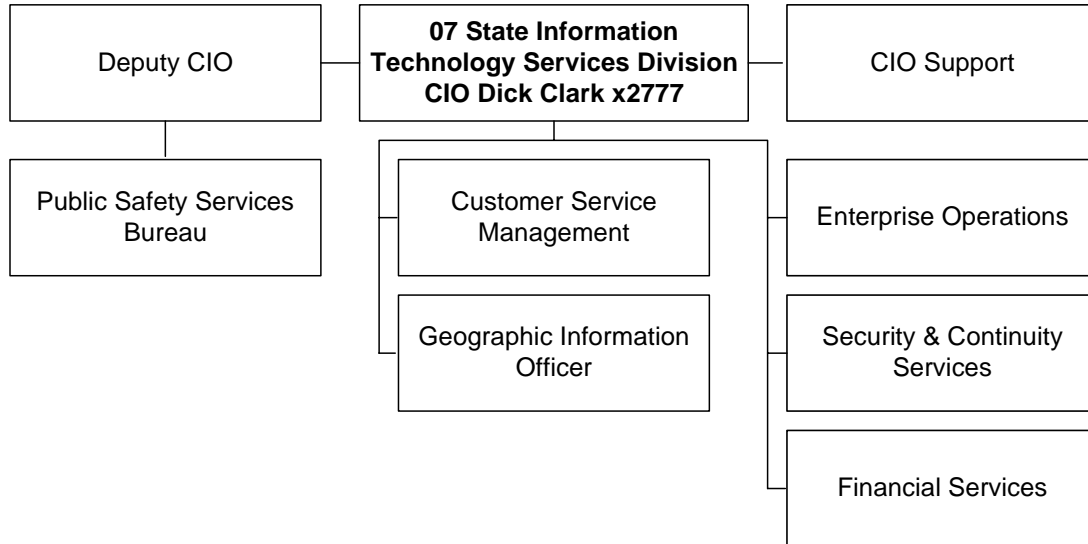 Deputy CIO
07 State Information
Technology Services Division
CIO Dick Clark x2777
CIO Support
Public Safety Services
Bureau
Customer Service
Management
Enterprise Operations
Geographic Information
Officer
Security & Continuity
Services
Financial Services